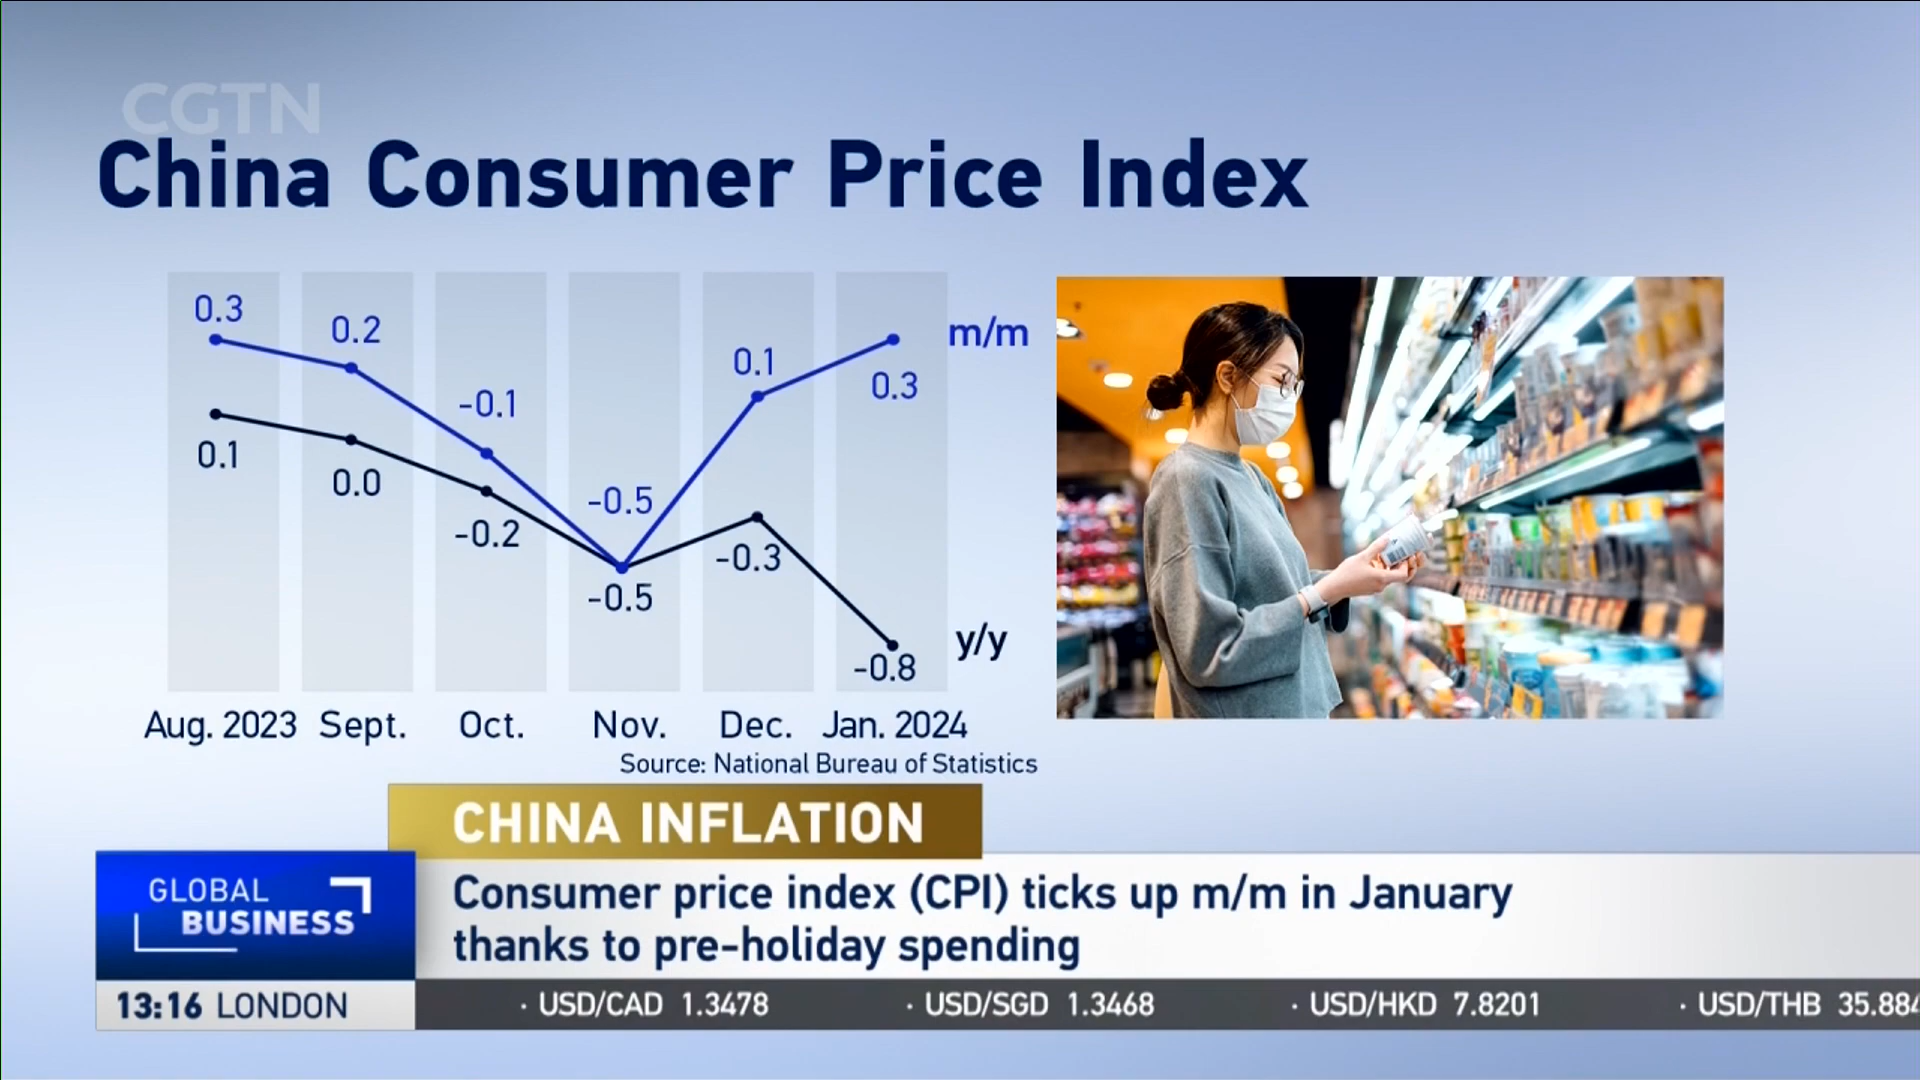 CGTN
China Consumer Price Index
0.3
0.2
-0.1
-0.5
0.1
0.3
m/m
0.1
0.0
-0.2
-0.5
-0.3
-0.8
y/y
Aug. 2023 Sept. Oct. Nov. Dec. Jan. 2024
Source: National Bureau of Statistics
CHINA INFLATION
GLOBAL
BUSINESS
Consumer price index (CPI) ticks up m/m in January
thanks to pre-holiday spending
13:16 LONDON
· USD/CAD 1.3478 · USD/SGD 1.3468 · USD/HKD 7.8201 · USD/THB 35.884